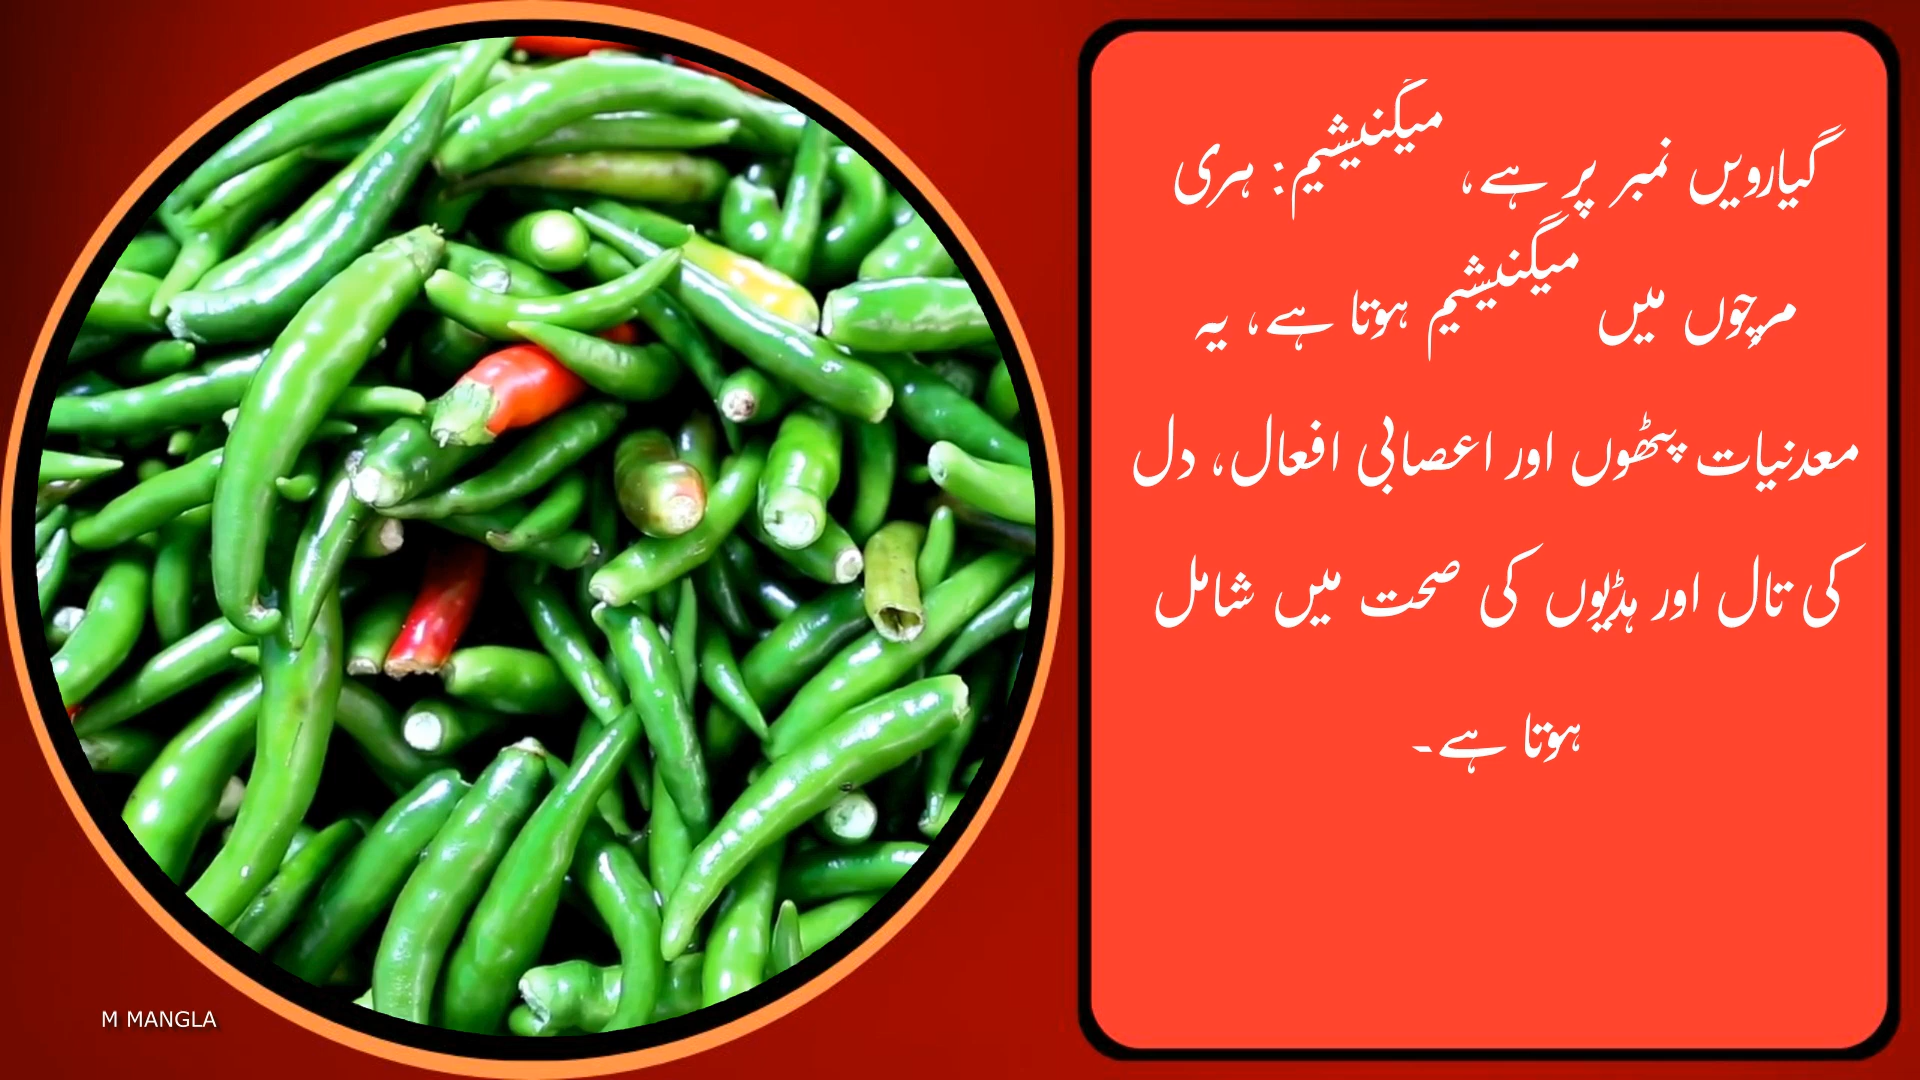 گیارویں نمبر پر ہے، میگنیشیم: ہری
مرچوں میں میگنیشیم ہوتا ہے، یہ
معدنیات پٹھوں اور اعصابی افعال، دل
کی تال اور ہڈیوں کی صحت میں شامل
ہوتا ہے۔
M MANGLA